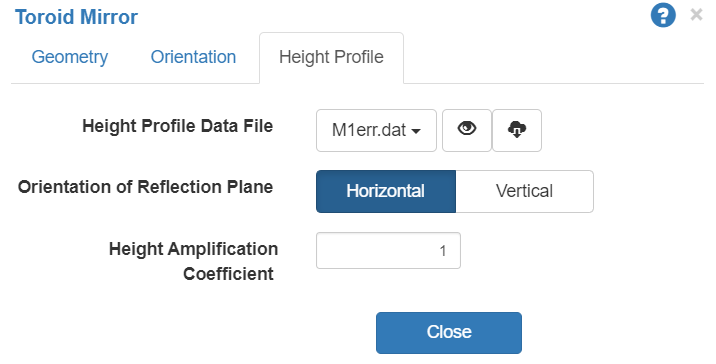 Toroid Mirror
? ×
Geometry Orientation Height Profile
Height Profile Data File M1err.dat
Orientation of Reflection Plane Horizontal Vertical
Height Amplification 1
Coefficient
Close